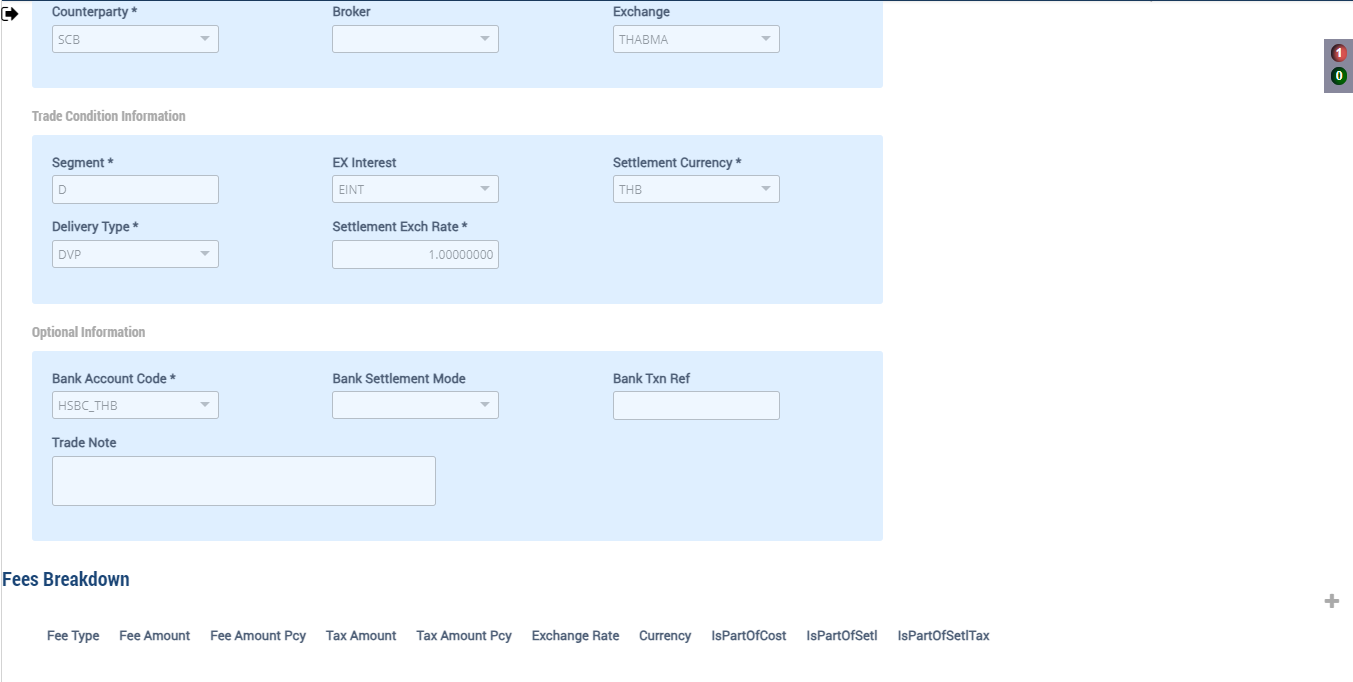 Counterparty * Broker Exchange
SCB THABMA
1
0
Trade Condition Information
Segment * EX Interest Settlement Currency *
D EINT THB
Delivery Type * Settlement Exch Rate *
DVP 1.00000000
Optional Information
Bank Account Code * Bank Settlement Mode Bank Txn Ref
HSBC_THB
Trade Note
Fees Breakdown
Fee Type Fee Amount Fee Amount Pcy Tax Amount Tax Amount Pcy Exchange Rate Currency IsPartOfCost IsPartOfSetl IsPartOfSetlTax